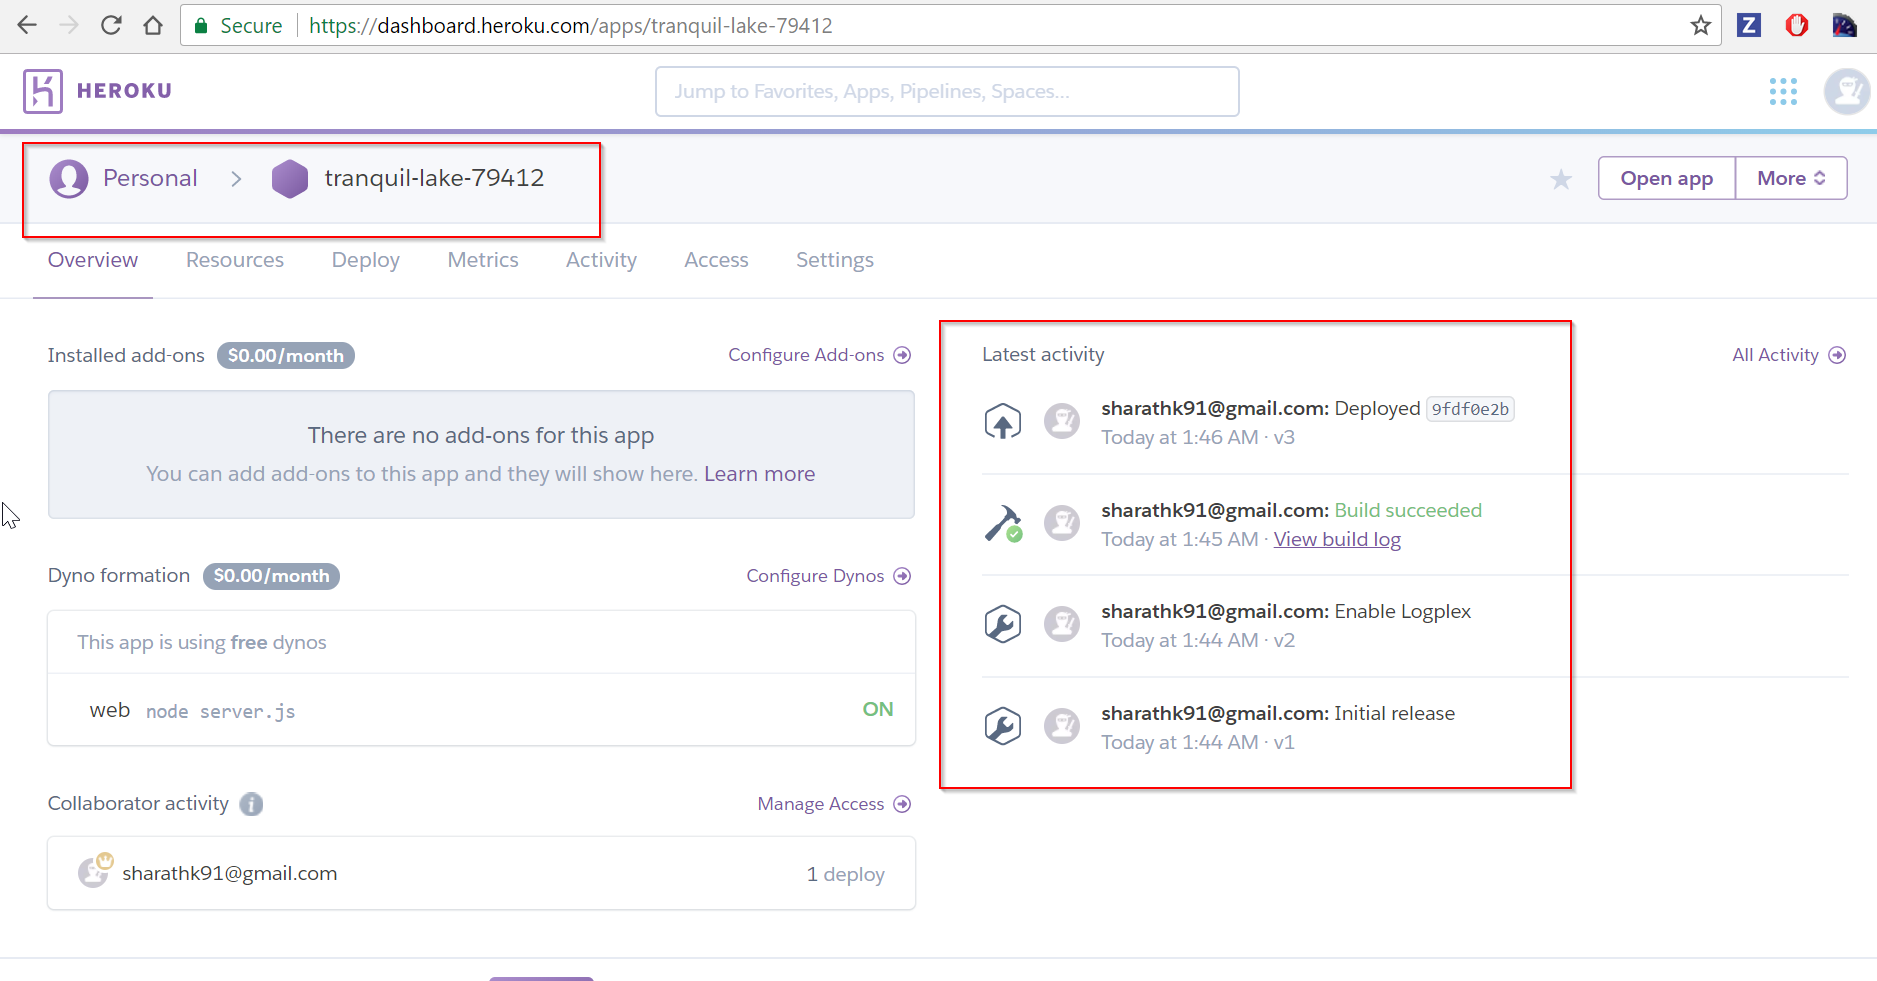 Secure https://dashboard.heroku.com/apps/tranquil-lake-79412
Z
HEROKU
Jump to Favorites, Apps, Pipelines, Spaces...
Personal > tranquil-lake-79412
Open app More
Overview Resources Deploy Metrics Activity Access Settings
Installed add-ons $0.00/month Configure Add-ons
There are no add-ons for this app
You can add add-ons to this app and they will show here. Learn more
Dyno formation $0.00/month Configure Dynos
This app is using free dynos
web node server.js ON
Collaborator activity i Manage Access
sharathk91@gmail.com 1 deploy
Latest activity All Activity
sharathk91@gmail.com: Deployed 9fdf0e2b
Today at 1:46 AM · v3
sharathk91@gmail.com: Build succeeded
Today at 1:45 AM · View build log
sharathk91@gmail.com: Enable Logplex
Today at 1:44 AM · v2
sharathk91@gmail.com: Initial release
Today at 1:44 AM · v1